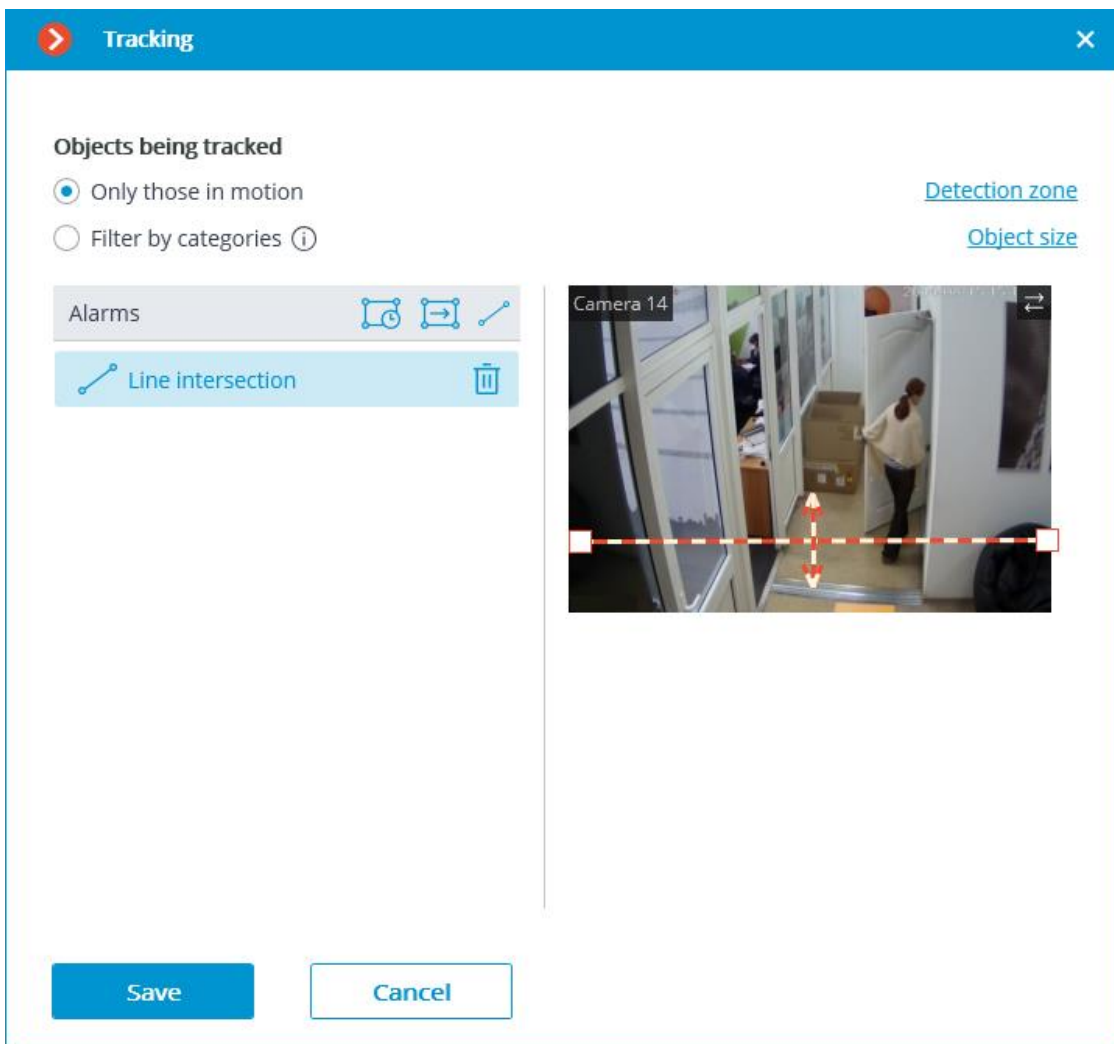 Tracking
Objects being tracked
Only those in motion
Detection zone
Filter by categories
Object size
Alarms
Line intersection
Camera 14
Save
Cancel